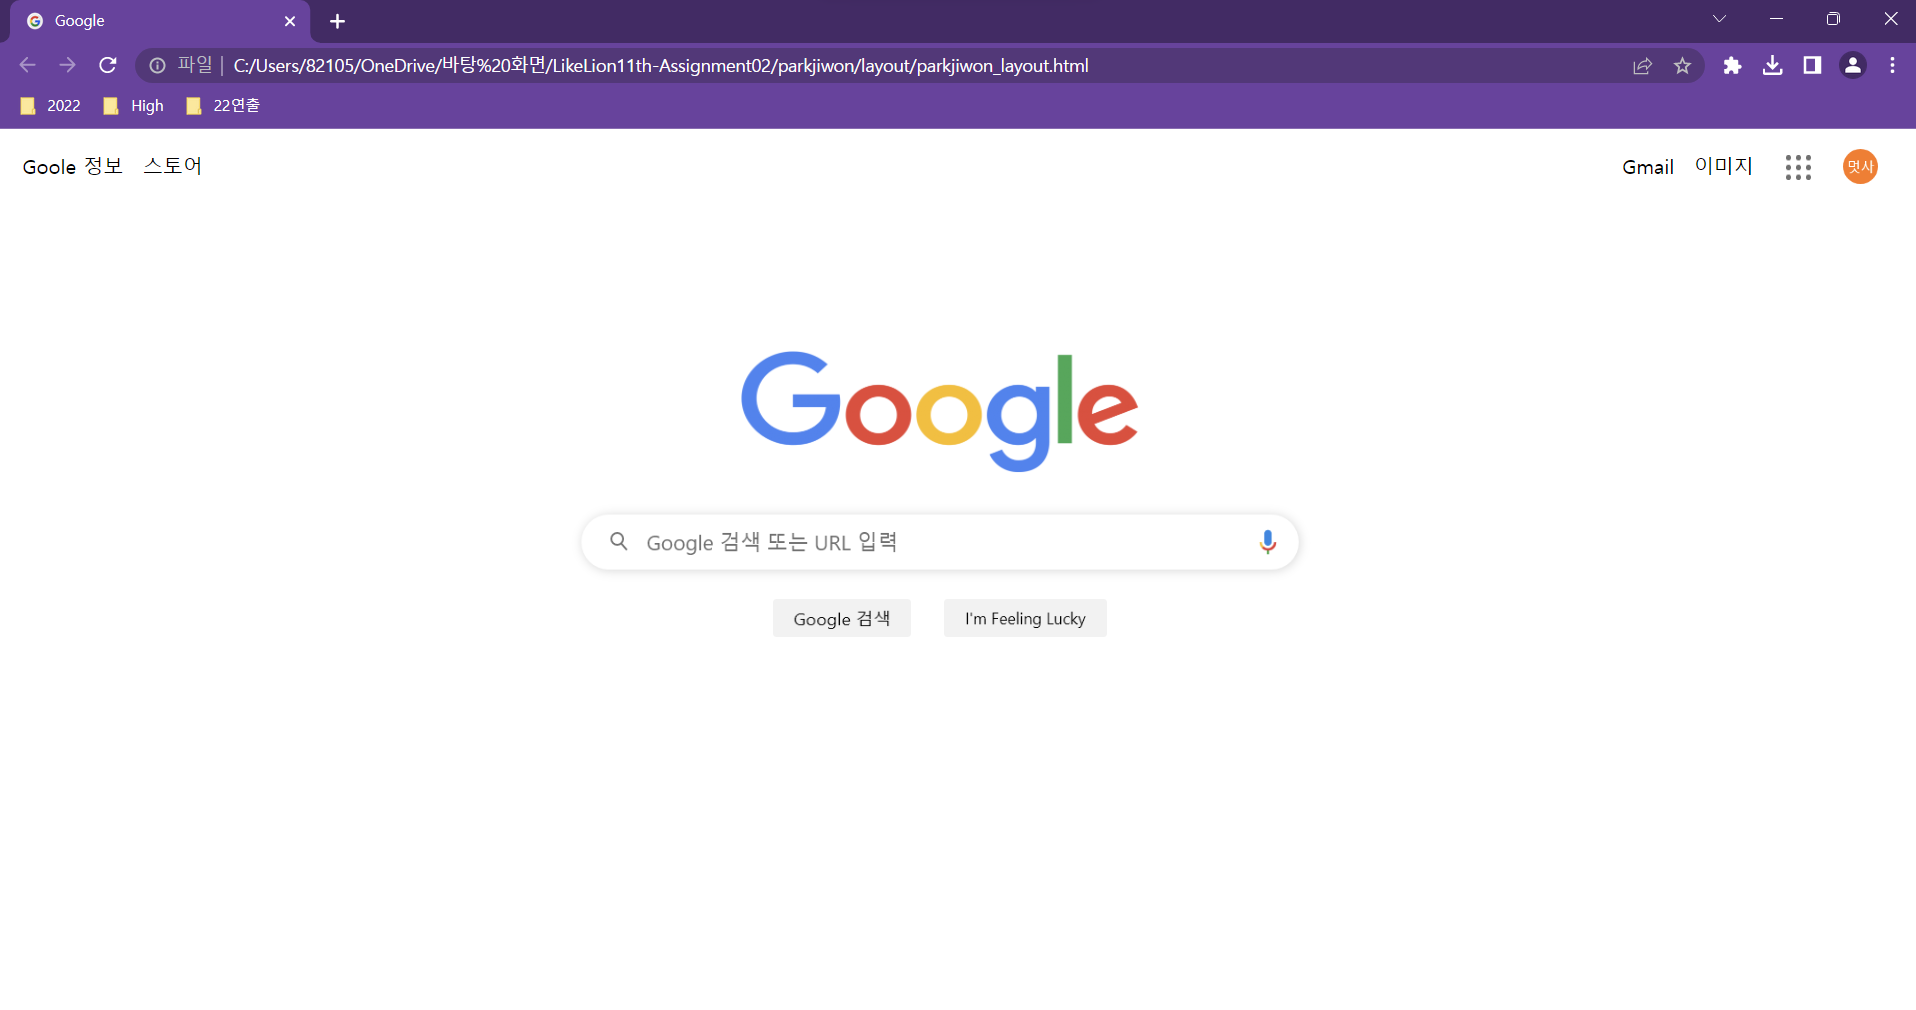 Google
파일 | C:/Users/82105/OneDrive/바탕%20화면/LikeLion11th-Assignment02/parkjiwon/layout/parkjiwon_layout.html
2022 High 22연출
Goole 정보 스토어 Gmail 이미지 멋사
Google
Google 검색 또는 URL 입력
Google 검색 I'm Feeling Lucky